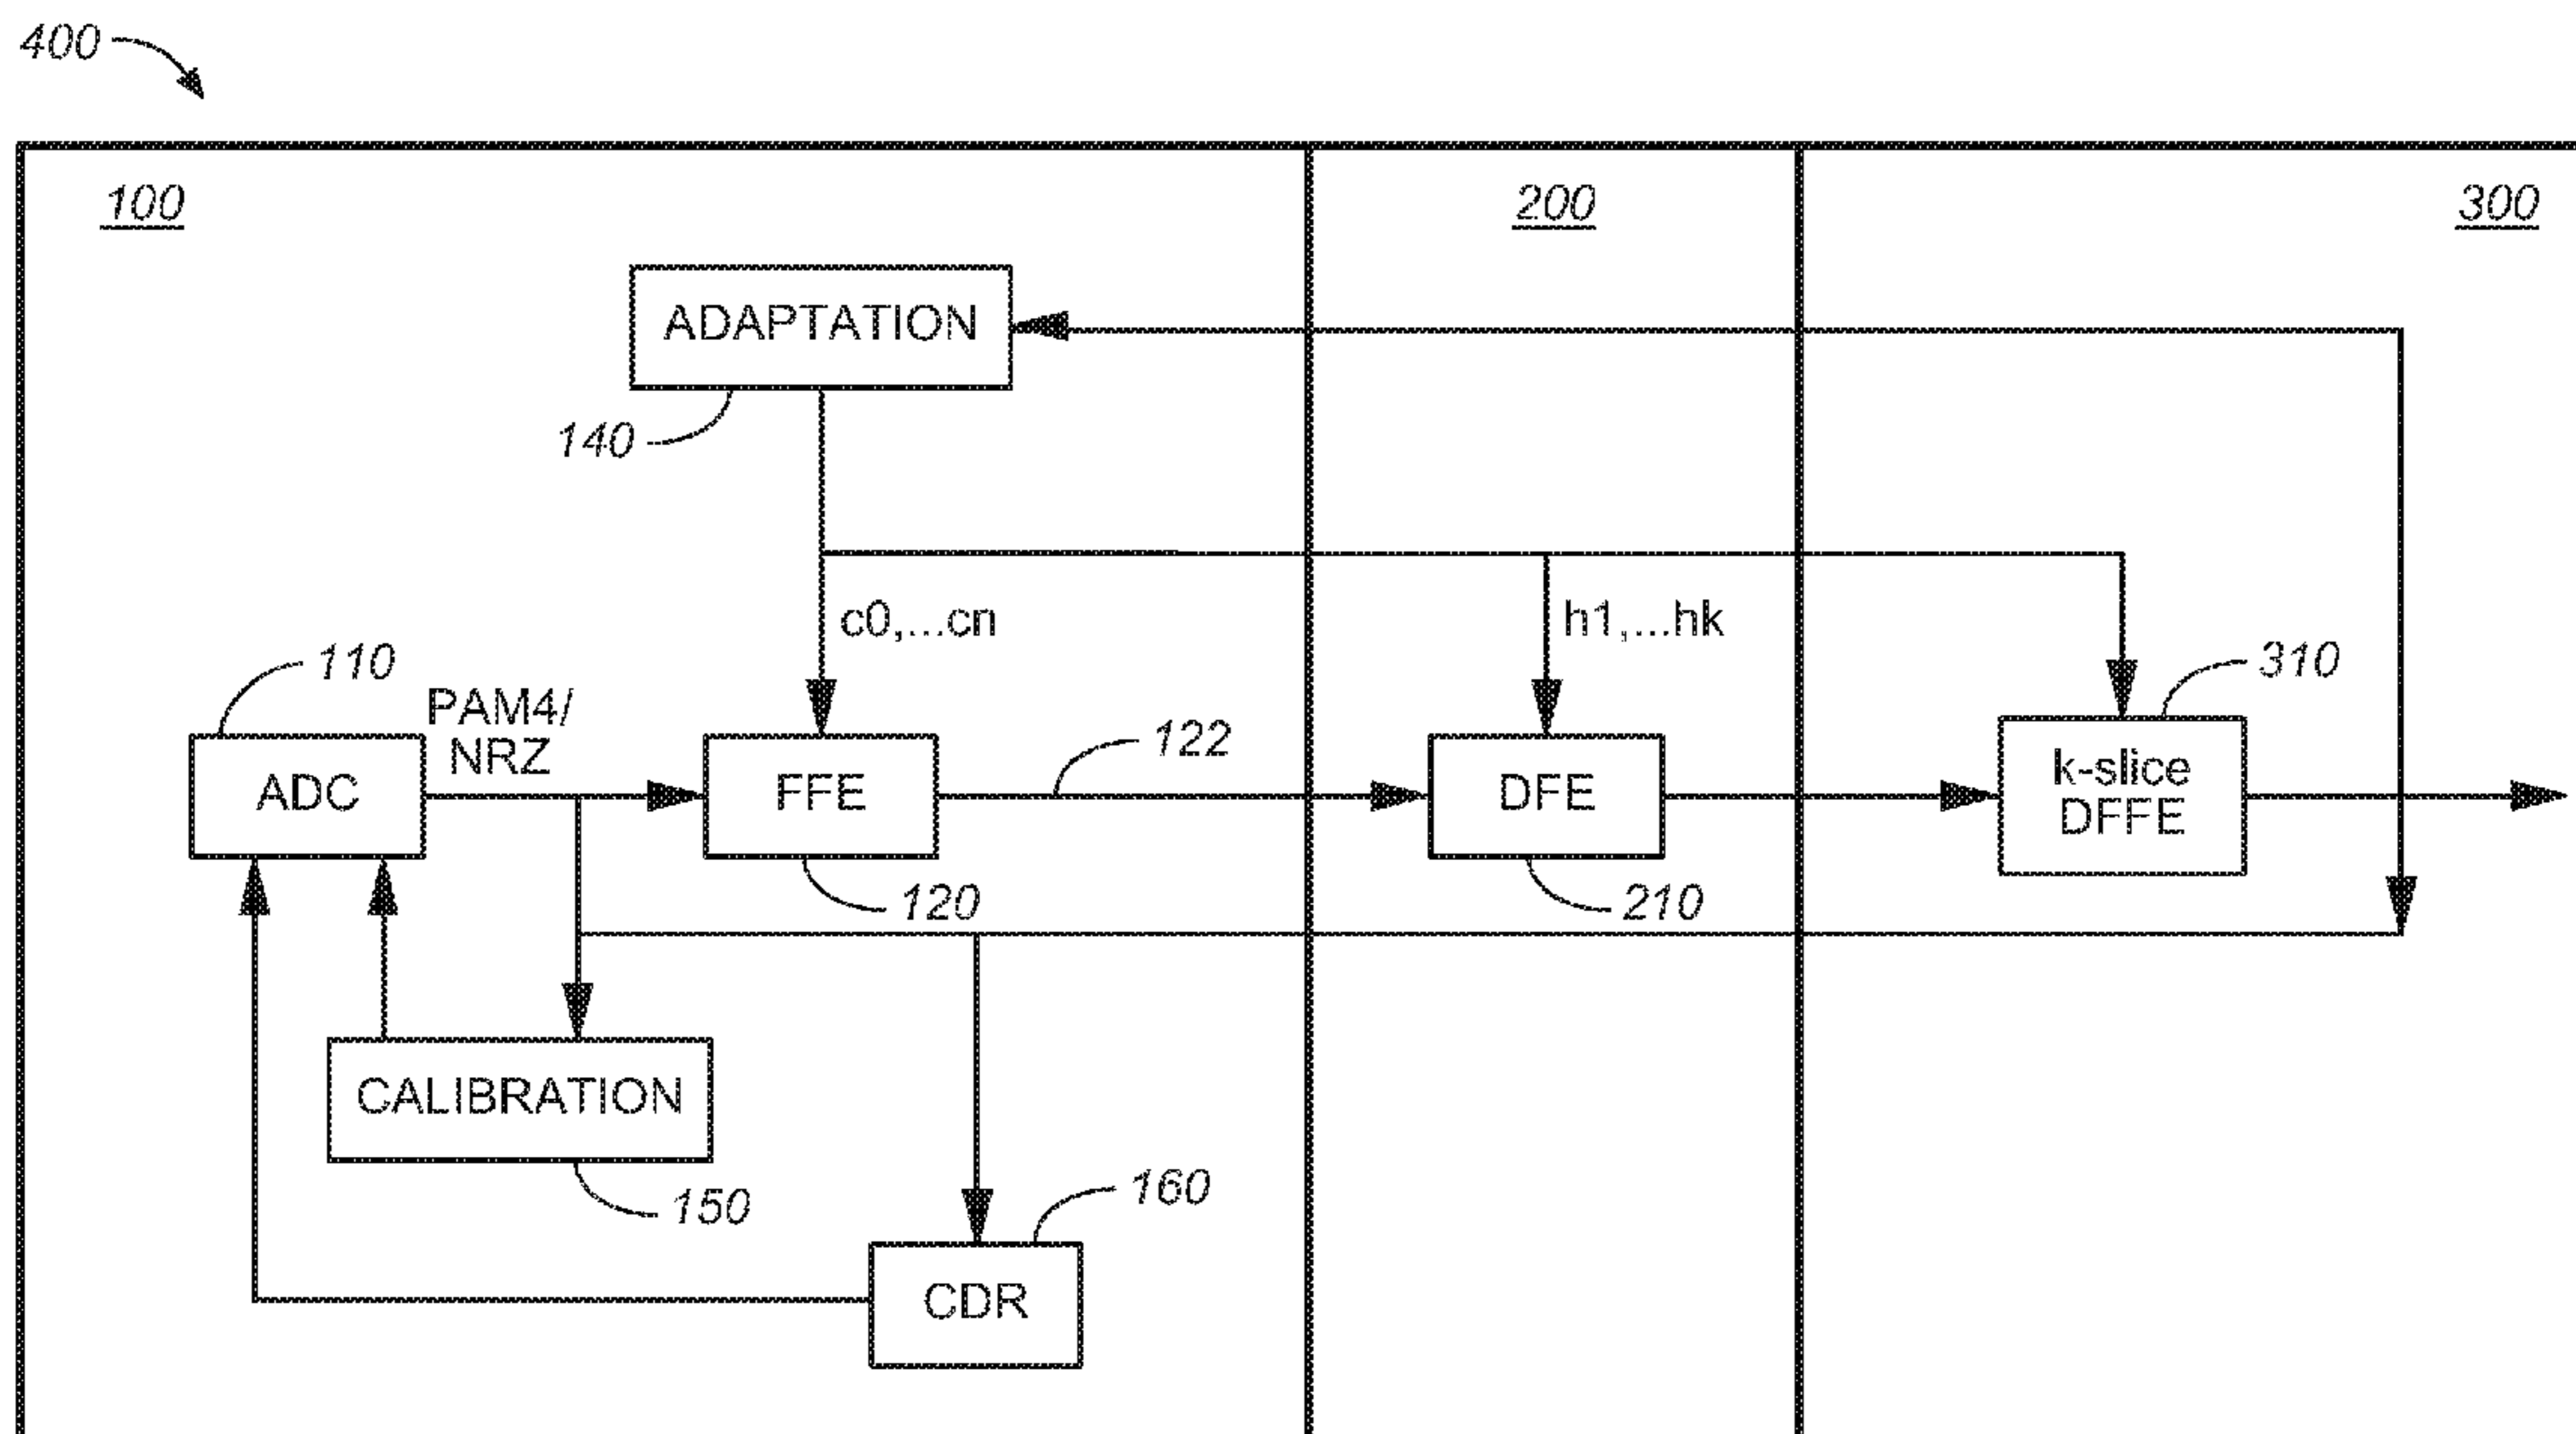 400
100
200
300
ADAPTATION
140
c0,...cn
h1,...hk
110
PAM4/
NRZ
122
310
ADC
FFE
DFE
k-slice
DFFE
120
210
CALIBRATION
150
160
CDR